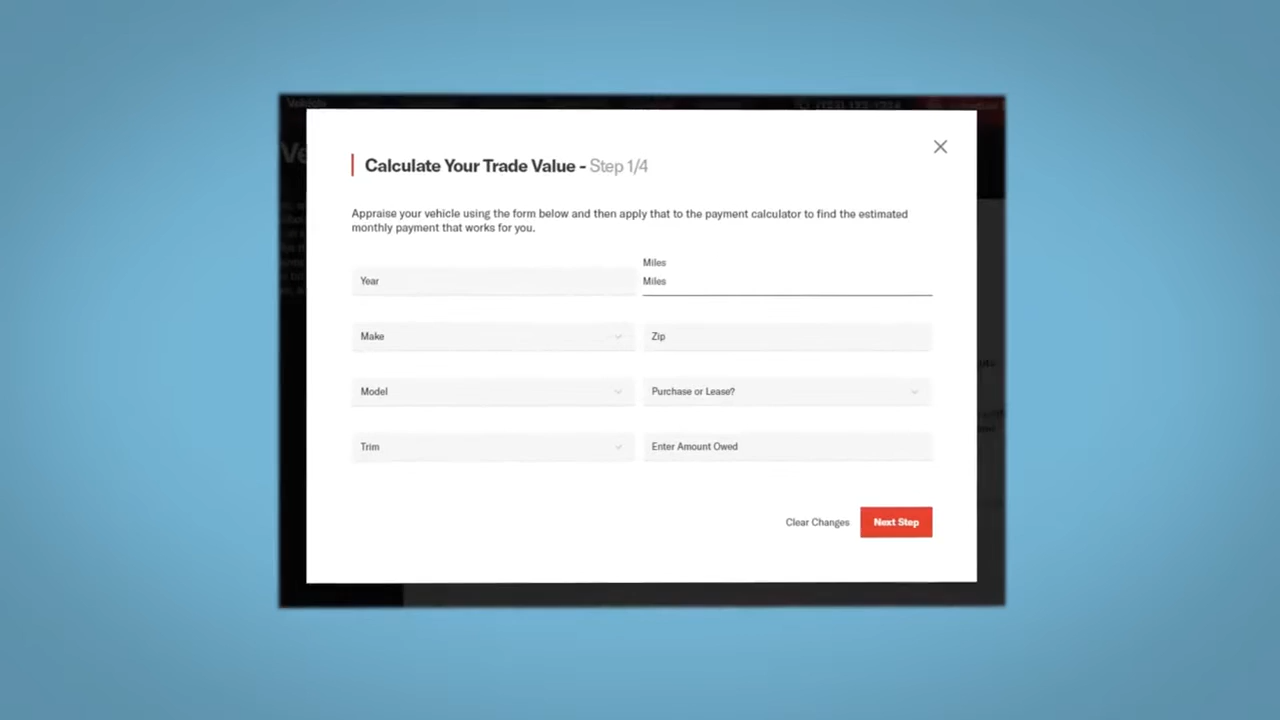 Calculate Your Trade Value - Step 1/4
Appraise your vehicle using the form below and then apply that to the payment calculator to find the estimated
monthly payment that works for you.
Miles
Year
Miles
Make
Zip
Model
Purchase or Lease?
Trim
Enter Amount Owed
Clear Changes
Next Step